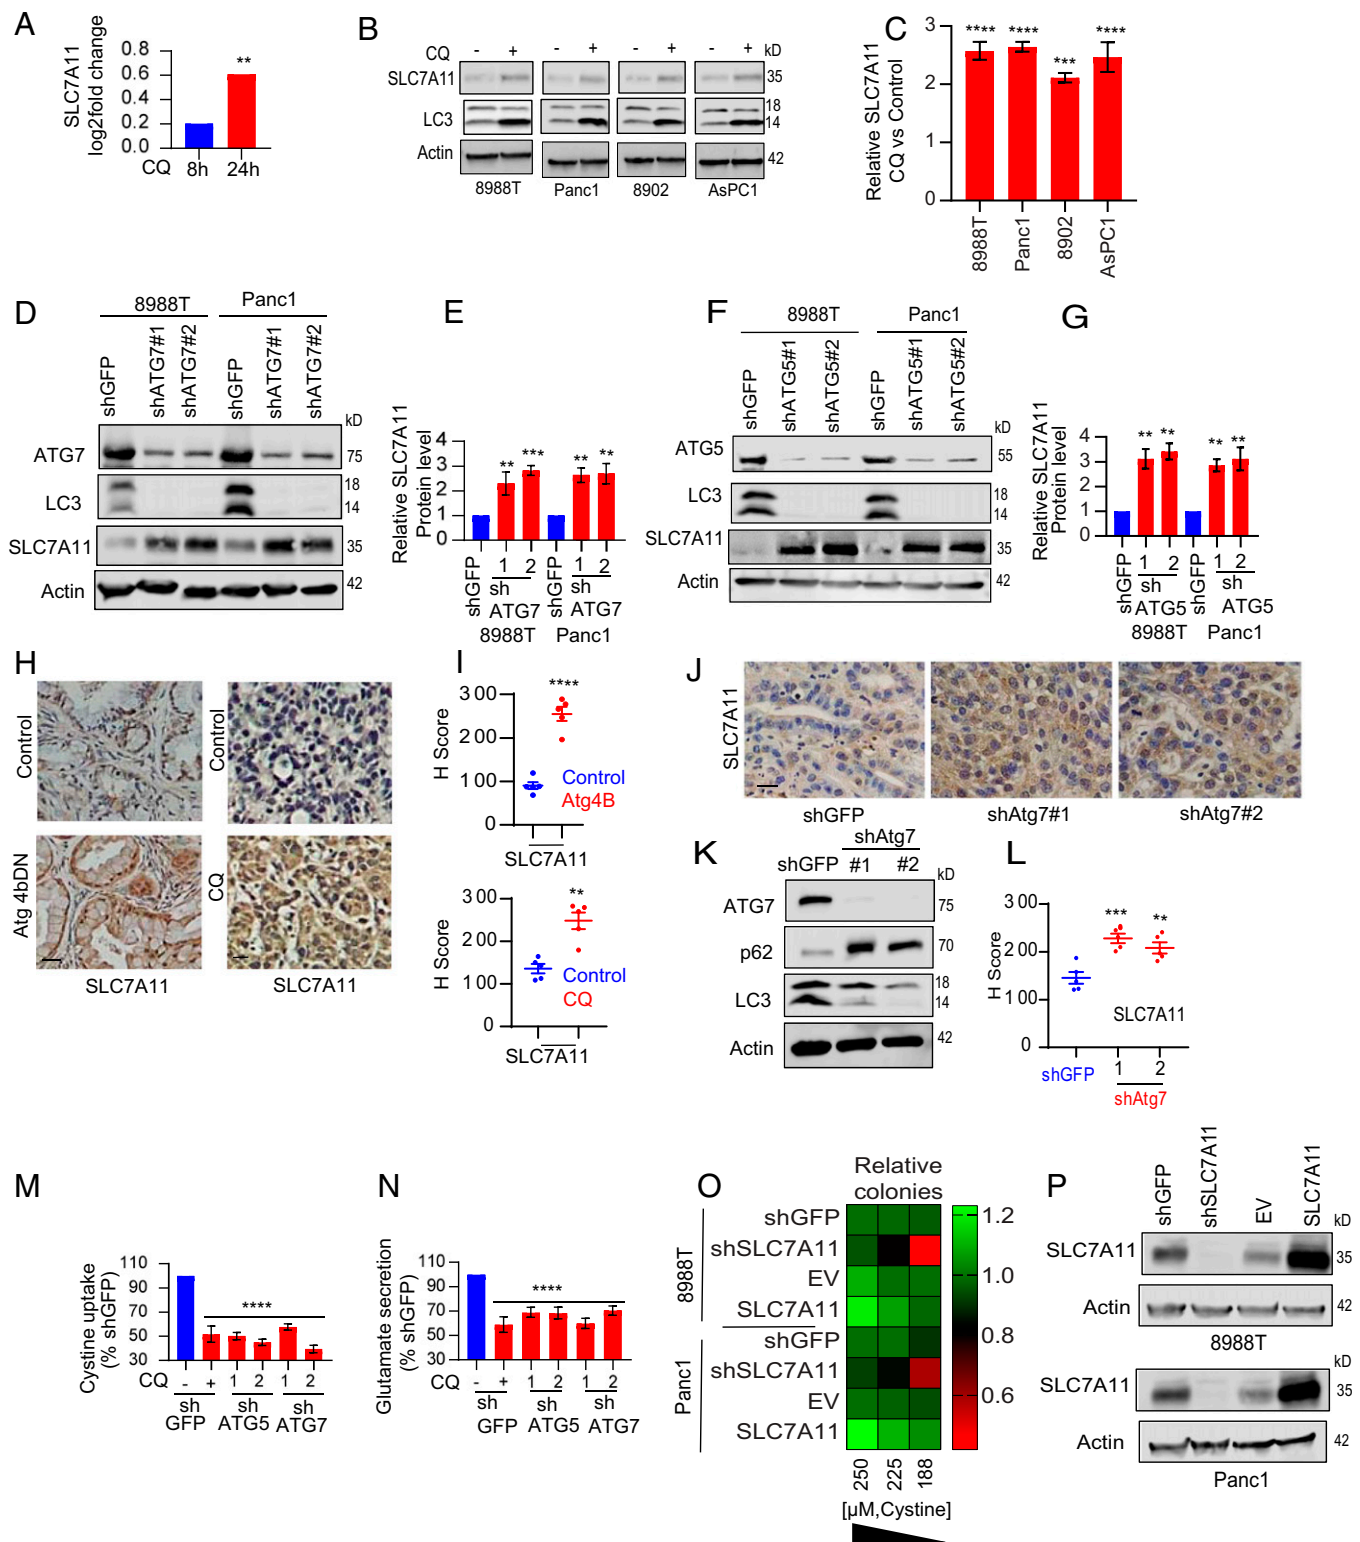 A
SLC7A11
log2fold change
0.8
0.6
0.4
0.2
0.0
**
CQ 8h 24h
B
CQ - + - + - + - + kD
SLC7A11 35
LC3 18
14
Actin 42
8988T Panc1 8902 AsPC1
C
Relative SLC7A11
CQ vs Control
3
2
1
0
**** **** *** ****
8988T Panc1 8902 AsPC1
D
8988T Panc1
shGFP shATG7#1 shATG7#2 shGFP shATG7#1 shATG7#2
kD
ATG7 75
LC3 18
14
SLC7A11 35
Actin 42
E
Relative SLC7A11
Protein level
4
3
2
1
0
** *** ** **
shGFP 1 2 shGFP 1 2
sh sh
ATG7 ATG7
8988T Panc1
F
8988T Panc1
shGFP shATG5#1 shATG5#2 shGFP shATG5#1 shATG5#2
kD
ATG5 55
LC3 18
14
SLC7A11 35
Actin 42
G
Relative SLC7A11
Protein level
4
3
2
1
0
** ** ** **
shGFP 1 2 shGFP 1 2
sh sh
ATG5 ATG5
8988T Panc1
H
Control Control
Atg 4bDN CQ
SLC7A11 SLC7A11
I
H Score
300
200
100
0
****
Control
Atg4B
SLC7A11
H Score
300
200
100
0
**
Control
CQ
SLC7A11
J
SLC7A11
shGFP shAtg7#1 shAtg7#2
K
shAtg7
shGFP #1 #2 kD
ATG7 75
p62 70
LC3 18
14
Actin 42
L
H Score
300
200
100
0
*** **
SLC7A11
shGFP 1 2
shAtg7
M
Cystine uptake
(% shGFP)
110
90
70
50
30
****
CQ - + 1 2 1 2
sh sh sh
GFP ATG5 ATG7
N
Glutamate secretion
(% shGFP)
110
90
70
50
30
****
CQ - + 1 2 1 2
sh sh sh
GFP ATG5 ATG7
O
Relative
colonies
8988T
shGFP
shSLC7A11
EV
SLC7A11
Panc1
shGFP
shSLC7A11
EV
SLC7A11
1.2
1.0
0.8
0.6
250 225 188
[µM,Cystine]
P
shGFP shSLC7A11 EV SLC7A11
kD
SLC7A11 35
Actin 42
8988T
kD
SLC7A11 35
Actin 42
Panc1